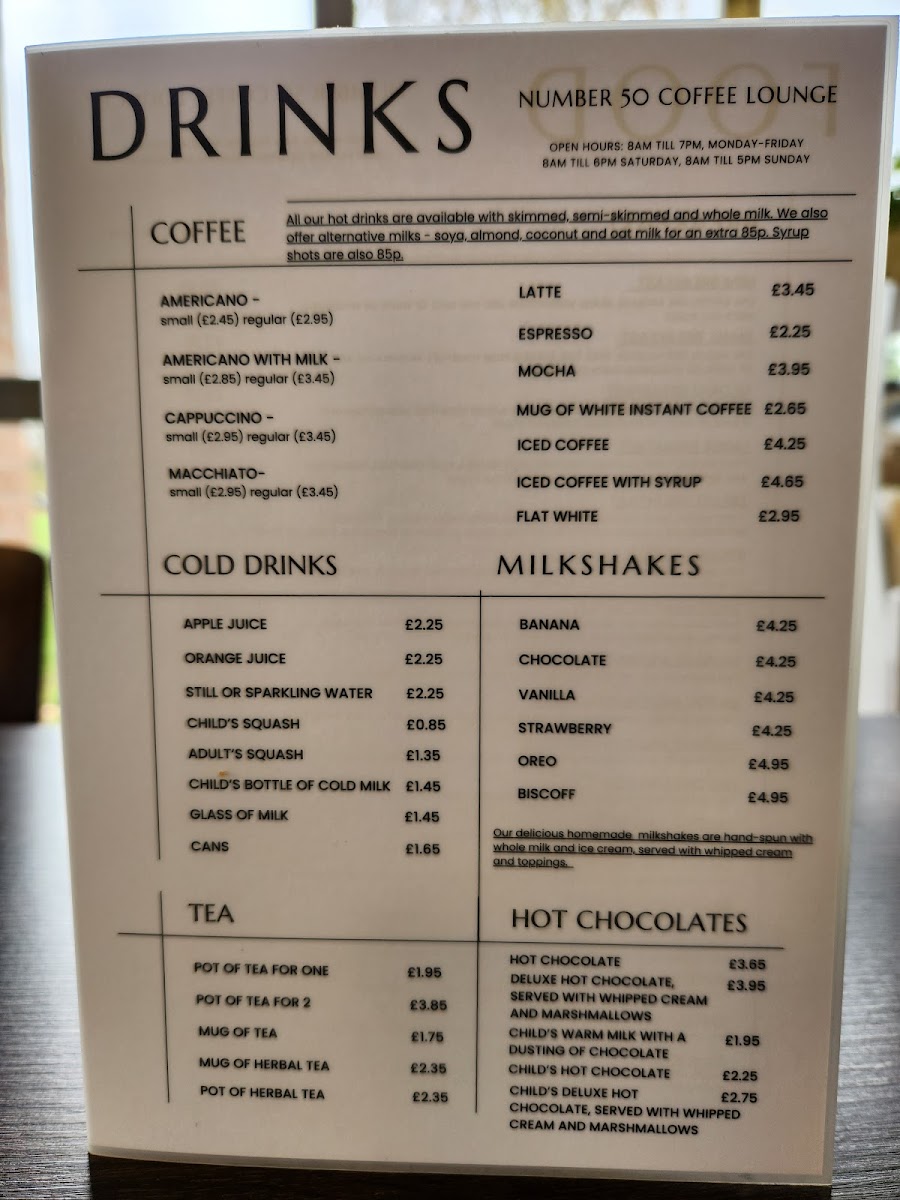 DRINKS
NUMBER 50 COFFEE LOUNGE
OPEN HOURS: 8AM TILL 7PM, MONDAY-FRIDAY
8AM TILL 6PM SATURDAY, 8AM TILL 5PM SUNDAY
COFFEE
All our hot drinks are available with skimmed, semi-skimmed and whole milk. We also
offer alternative milks - soya, almond, coconut and oat milk for an extra 85p. Syrup
shots are also 85p.
AMERICANO -
small (£2.45) regular (£2.95)
AMERICANO WITH MILK -
small (£2.85) regular (£3.45)
CAPPUCCINO -
small (£2.95) regular (£3.45)
MACCHIATO-
small (£2.95) regular (£3.45)
LATTE £3.45
ESPRESSO £2.25
MOCHA £3.95
MUG OF WHITE INSTANT COFFEE £2.65
ICED COFFEE £4.25
ICED COFFEE WITH SYRUP £4.65
FLAT WHITE £2.95
COLD DRINKS
APPLE JUICE £2.25
ORANGE JUICE £2.25
STILL OR SPARKLING WATER £2.25
CHILD'S SQUASH £0.85
ADULT'S SQUASH £1.35
CHILD'S BOTTLE OF COLD MILK £1.45
GLASS OF MILK £1.45
CANS £1.65
MILKSHAKES
BANANA £4.25
CHOCOLATE £4.25
VANILLA £4.25
STRAWBERRY £4.25
OREO £4.95
BISCOFF £4.95
Our delicious homemade milkshakes are hand-spun with
whole milk and ice cream, served with whipped cream
and toppings.
TEA
POT OF TEA FOR ONE £1.95
POT OF TEA FOR 2 £3.85
MUG OF TEA £1.75
MUG OF HERBAL TEA £2.35
POT OF HERBAL TEA £2.35
HOT CHOCOLATES
HOT CHOCOLATE £3.65
DELUXE HOT CHOCOLATE, £3.95
SERVED WITH WHIPPED CREAM
AND MARSHMALLOWS
CHILD'S WARM MILK WITH A £1.95
DUSTING OF CHOCOLATE
CHILD'S HOT CHOCOLATE £2.25
CHILD'S DELUXE HOT £2.75
CHOCOLATE, SERVED WITH WHIPPED
CREAM AND MARSHMALLOWS